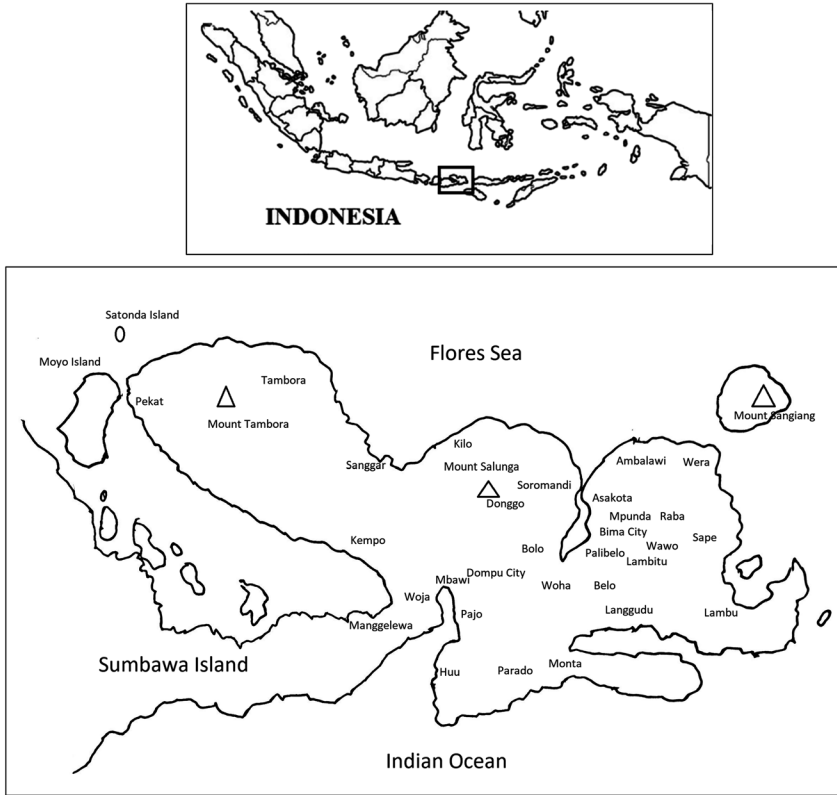 INDONESIA
Satonda Island
Flores Sea
Moyo Island
Tambora
Pekat
Mount Sangiang
Mount Tambora
Kilo
Sanggar
Mount Salunga
Ambalawi
Wera
Soromandi
Asakota
Donggo
Mpunda
Raba
Bima City
Sape
Kempo
Bolo
Palibelo
Wawo
Lambitu
Dompu City
Mbawi
Woha
Belo
Woja
Pajo
Langgudu
Lambu
Manggelewa
Sumbawa Island
Monta
Huu
Parado
Indian Ocean